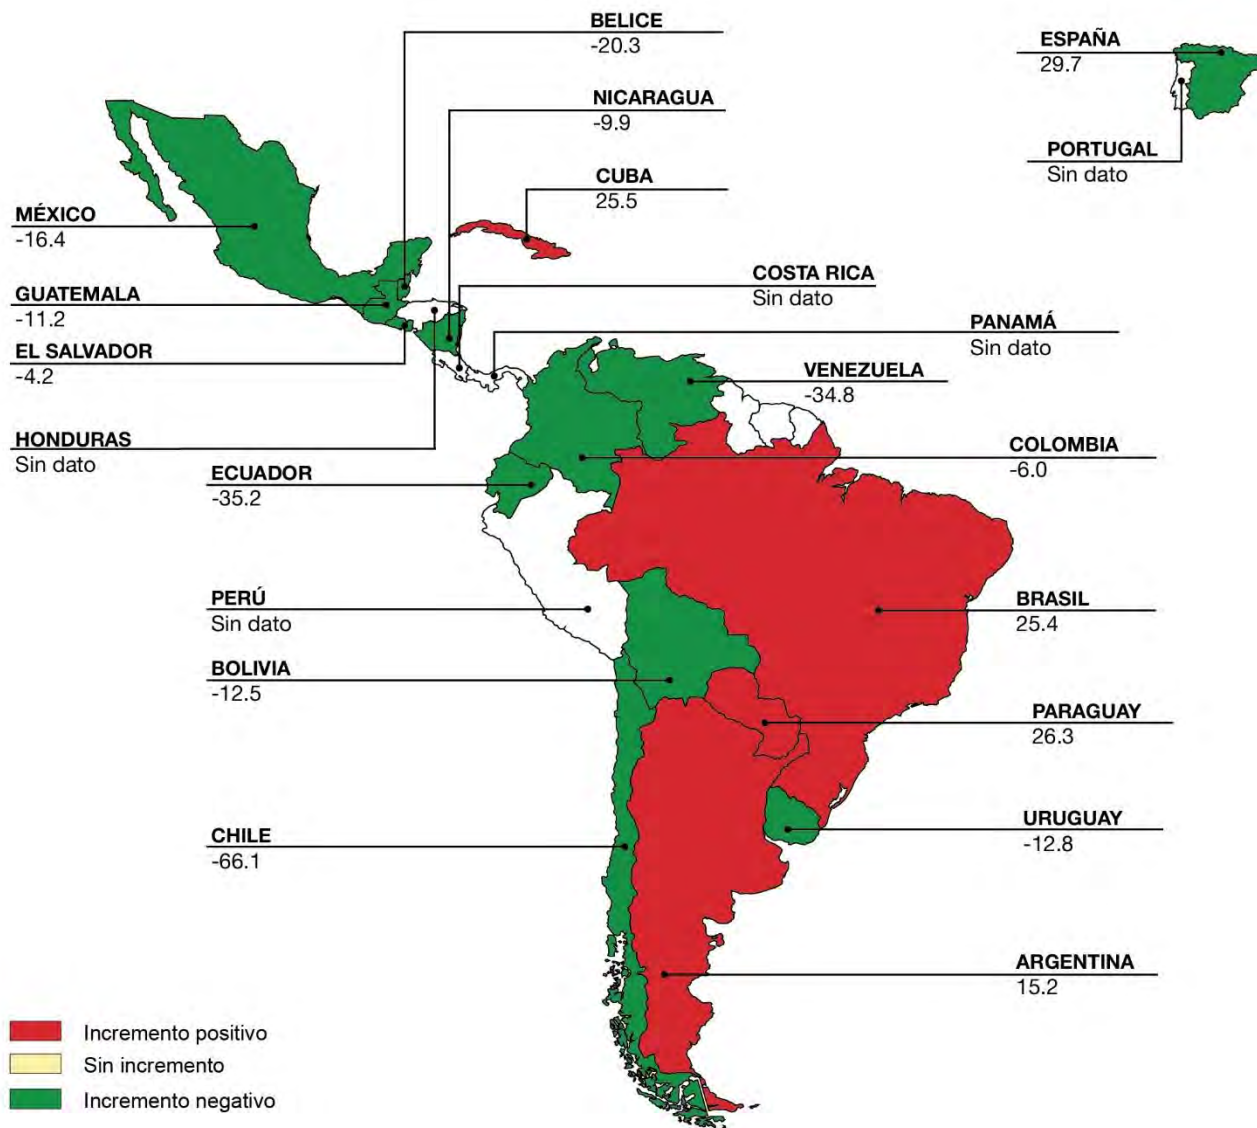 BELICE
-20.3
ESPAÑA
29.7
NICARAGUA
-9.9
PORTUGAL
Sin dato
CUBA
25.5
MÉXICO
-16.4
COSTA RICA
Sin dato
GUATEMALA
-11.2
PANAMÁ
Sin dato
EL SALVADOR
-4.2
VENEZUELA
-34.8
HONDURAS
Sin dato
COLOMBIA
-6.0
ECUADOR
-35.2
PERÚ
Sin dato
BRASIL
25.4
BOLIVIA
-12.5
PARAGUAY
26.3
CHILE
-66.1
URUGUAY
-12.8
ARGENTINA
15.2
Incremento positivo
Sin incremento
Incremento negativo